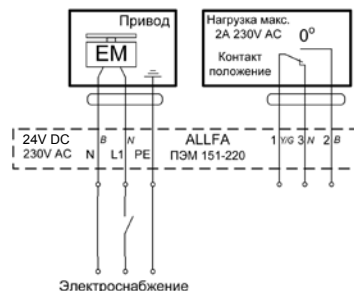 Привод
EM
Нагрузка макс.
2A 230V AC 0°
Контакт
положение
24V DC B N ALLFA 1 Y/G 3 N 2 B
230V AC N L1 PE ПЭМ 151-220
Электроснабжение